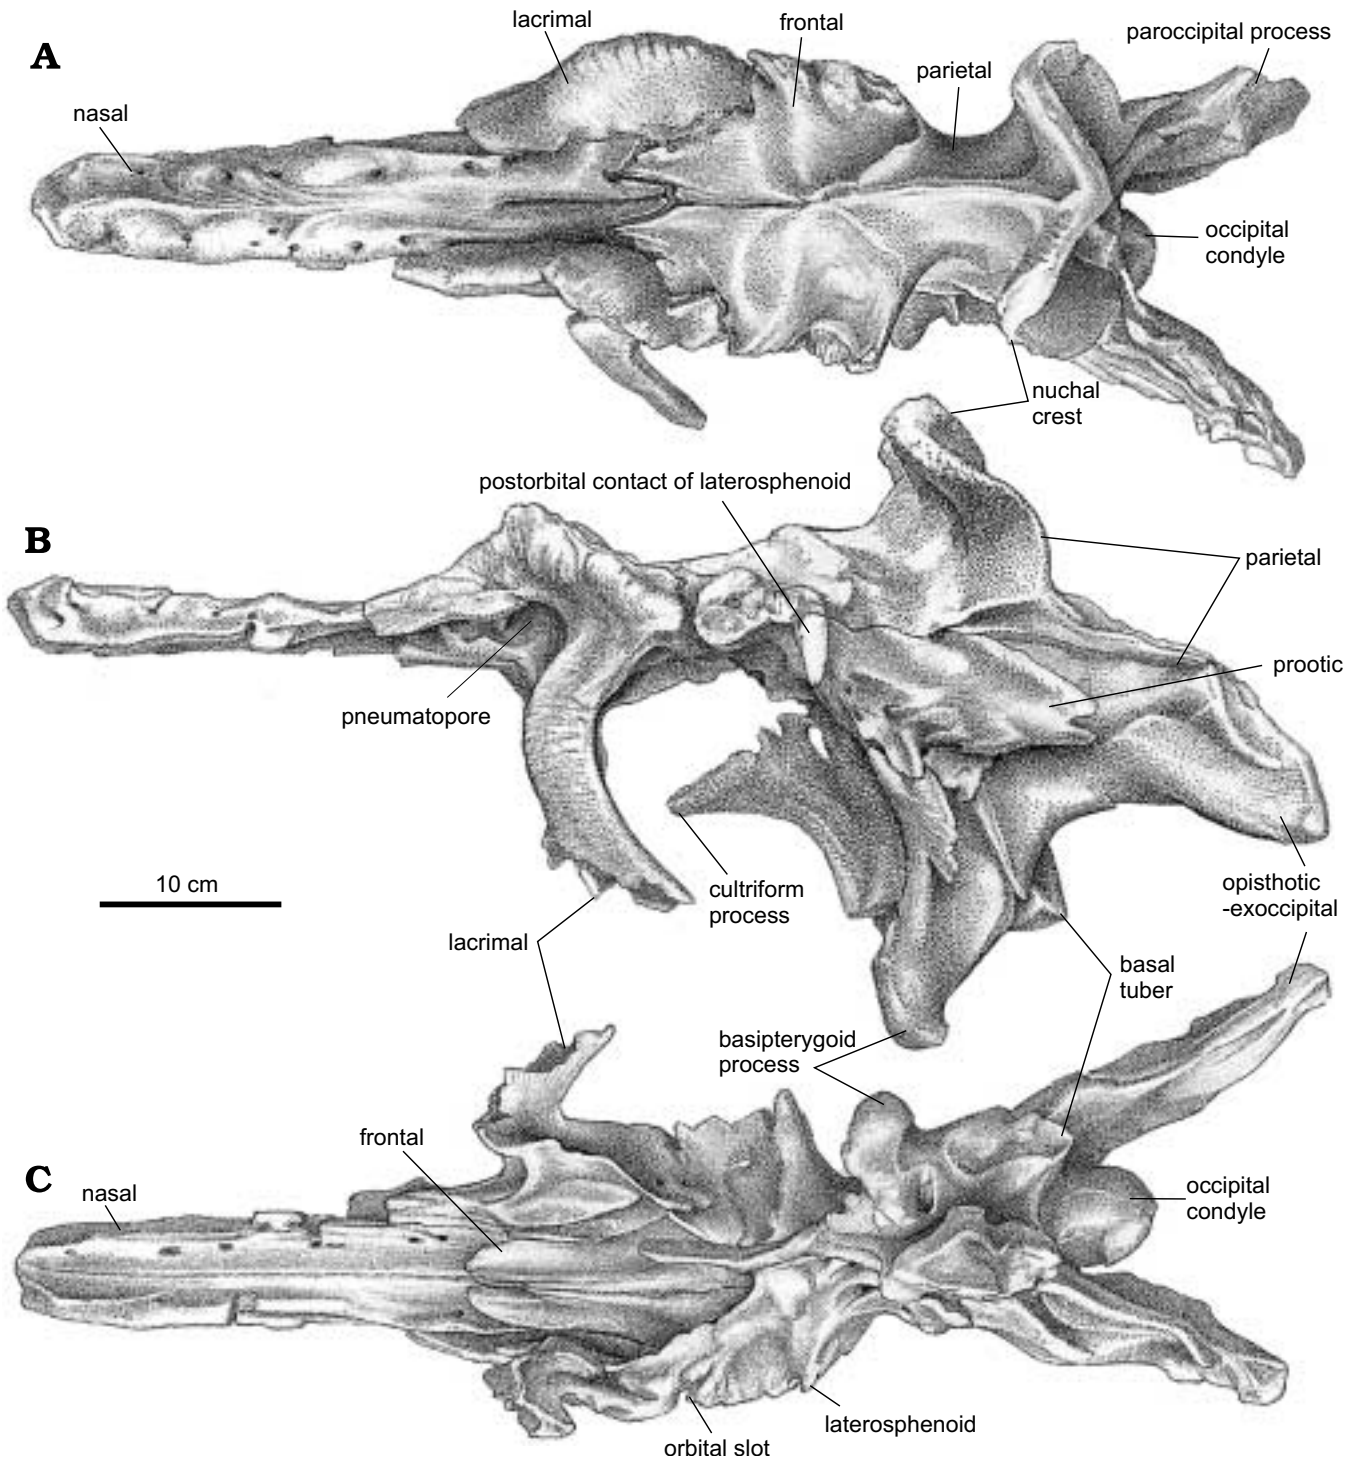 A
lacrimal
frontal
paroccipital process
parietal
nasal
occipital
condyle
nuchal
crest
B
postorbital contact of laterosphenoid
parietal
prootic
pneumatopore
10 cm
cultriform
process
opisthotic
-exoccipital
lacrimal
basal
tuber
basipterygoid
process
C
frontal
nasal
occipital
condyle
laterosphenoid
orbital slot